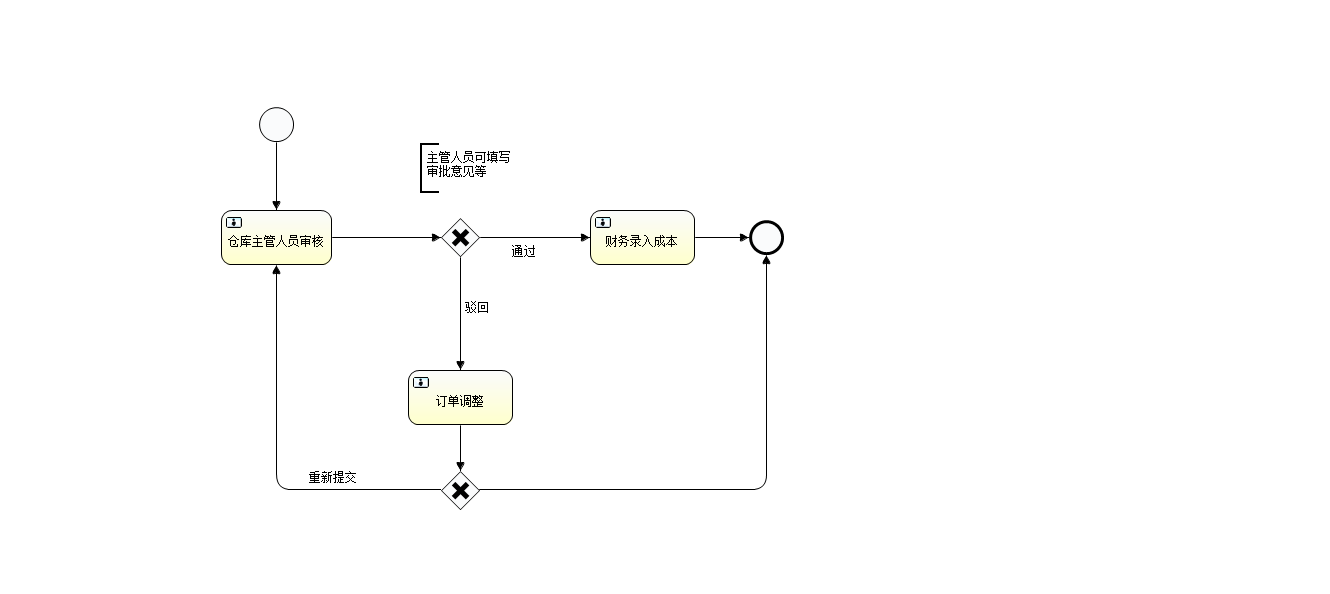 主管人员可填写
审批意见等
仓库主管人员审核
通过
财务录入成本
驳回
订单调整
重新提交